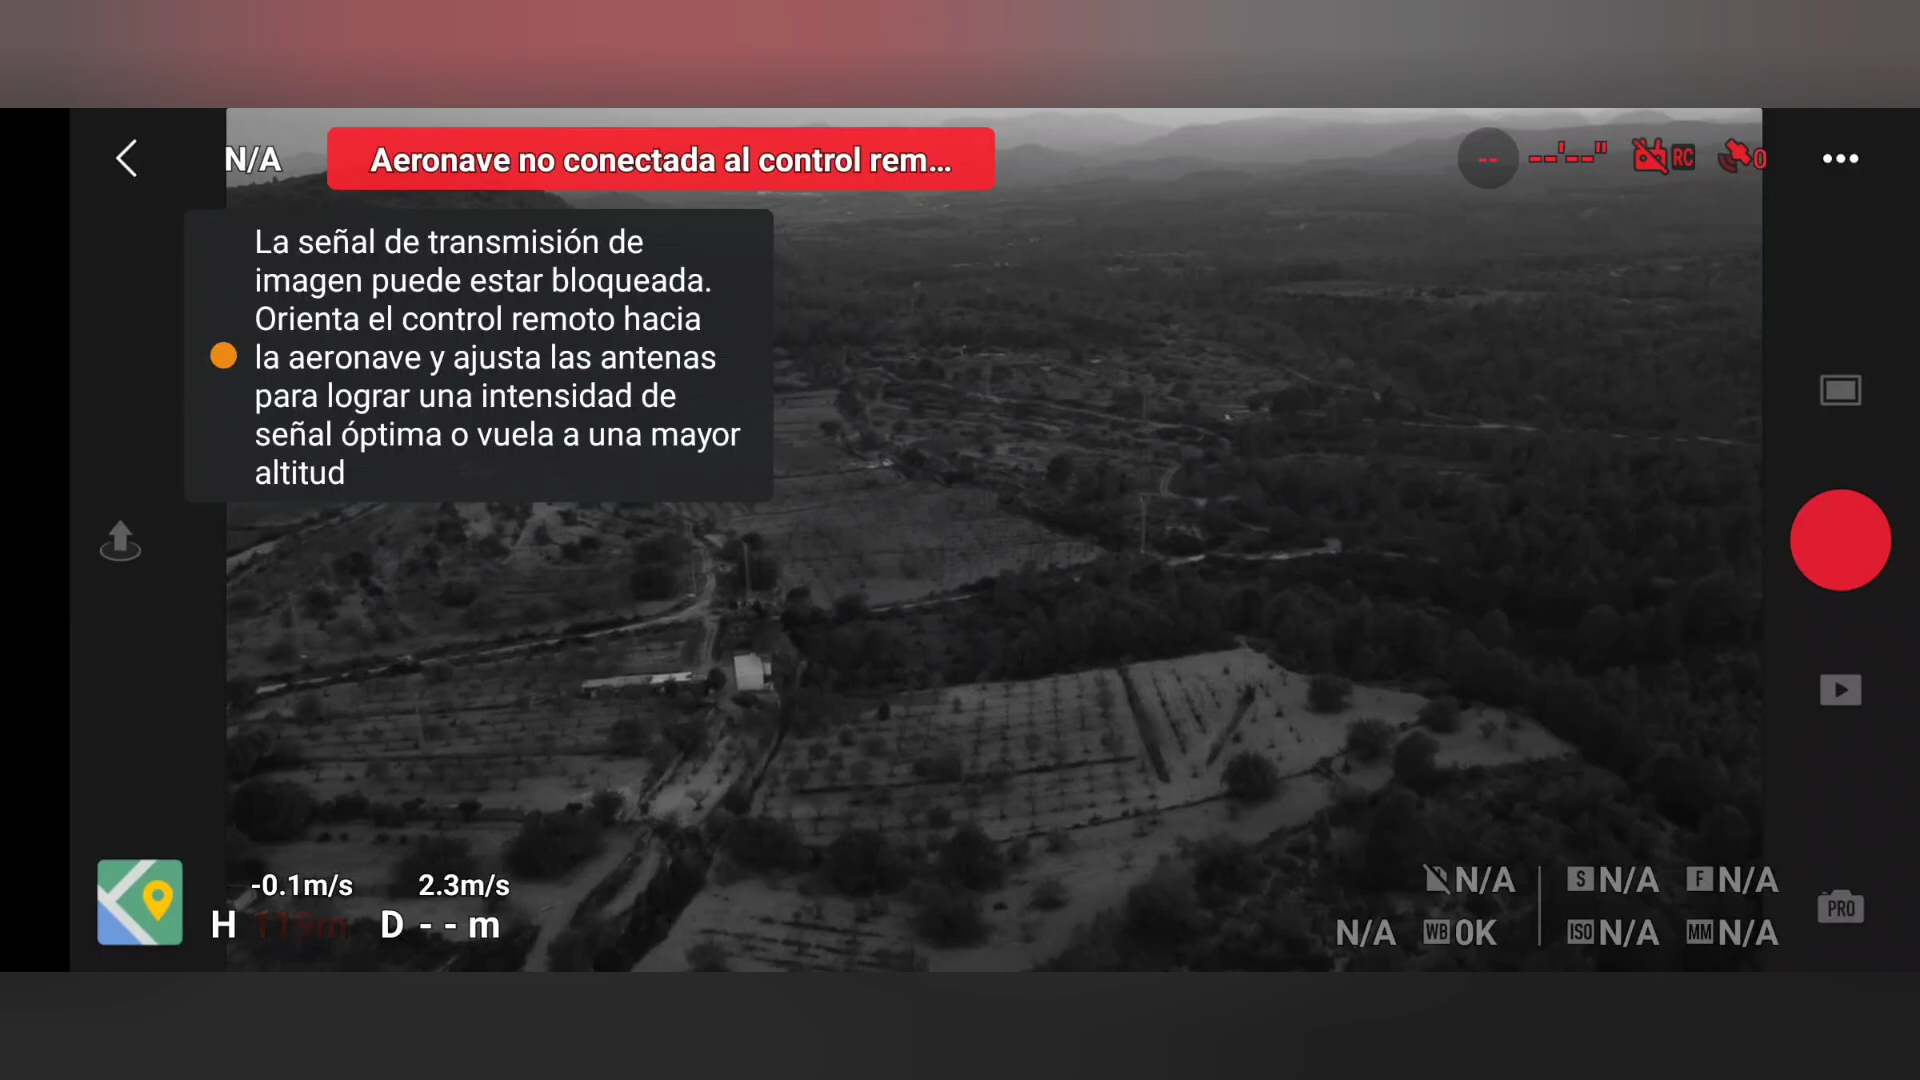 N/A
Aeronave no conectada al control rem...
--
--'--"
RC
0
La señal de transmisión de
imagen puede estar bloqueada.
Orienta el control remoto hacia
la aeronave y ajusta las antenas
para lograr una intensidad de
señal óptima o vuela a una mayor
altitud
-0.1m/s 2.3m/s
H 119m D - - m
N/A S N/A F N/A
N/A WB 0K ISO N/A MM N/A
PRO